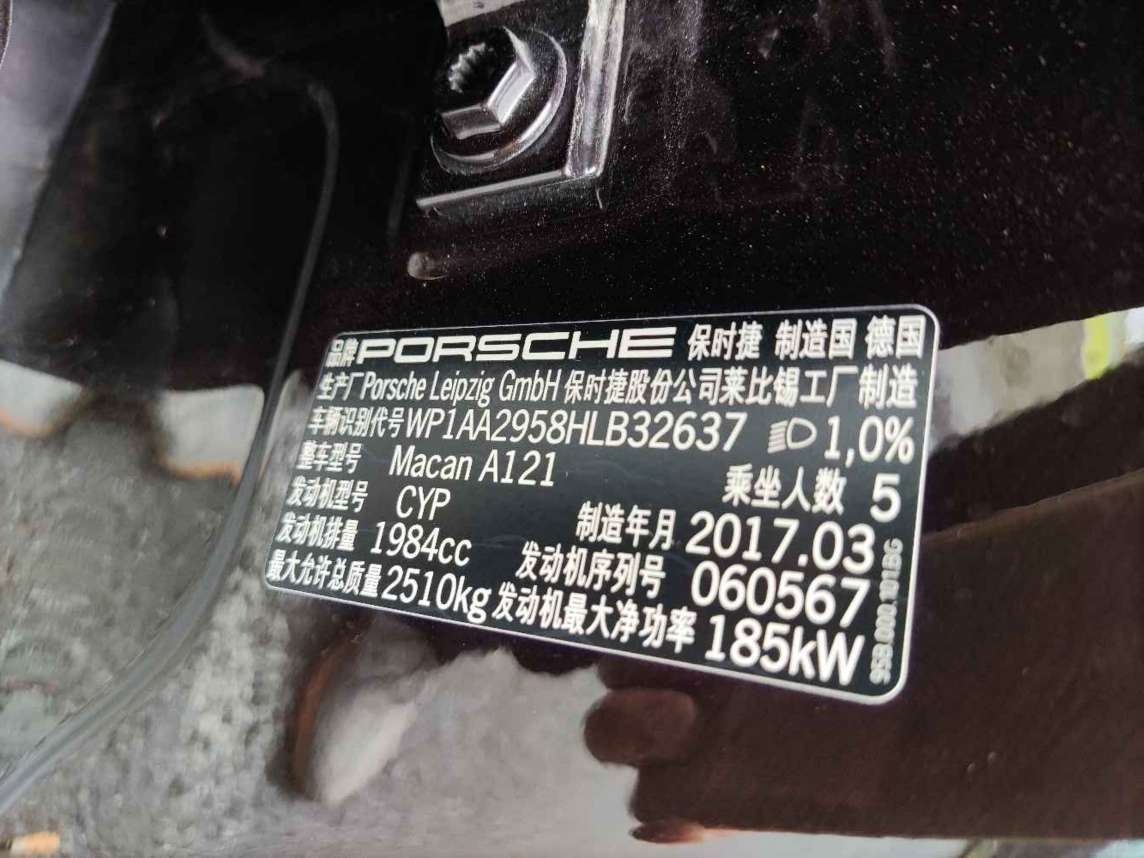 品牌 PORSCHE 保时捷 制造国 德国
生产厂 Porsche Leipzig GmbH 保时捷股份公司莱比锡工厂制造
车辆识别代号 WP1AA2958HLB32637 1,0%
整车型号 Macan A121 乘坐人数 5
发动机型号 CYP 制造年月 2017.03
发动机排量 1984cc 发动机序列号 060567
最大允许总质量 2510kg 发动机最大净功率 185kW
95B.000.101BG